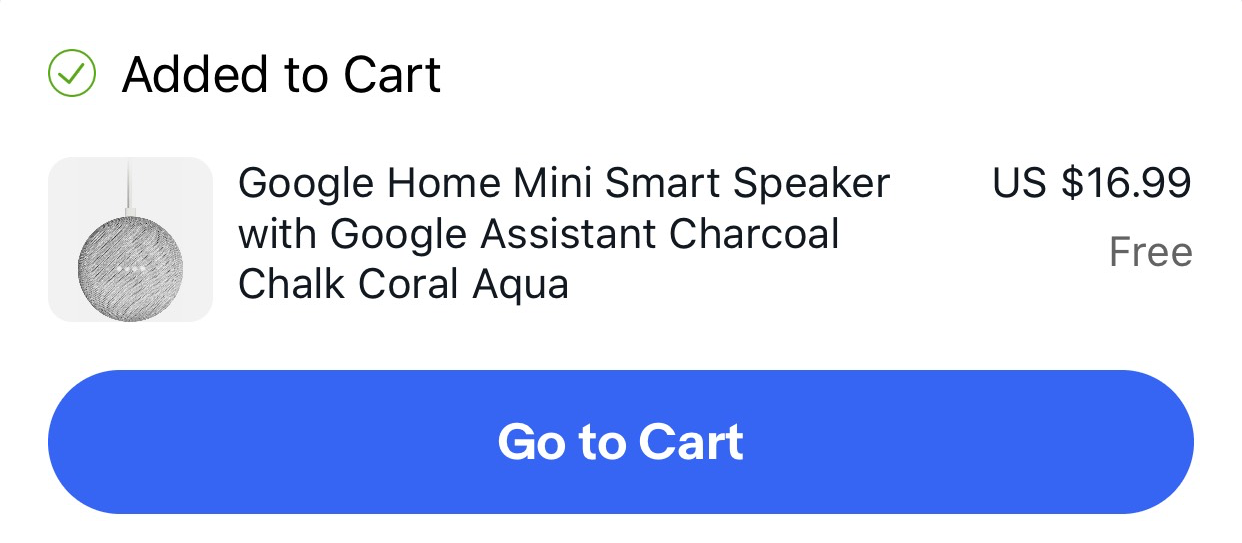 Added to Cart
Google Home Mini Smart Speaker
with Google Assistant Charcoal
Chalk Coral Aqua
US $16.99
Free
Go to Cart